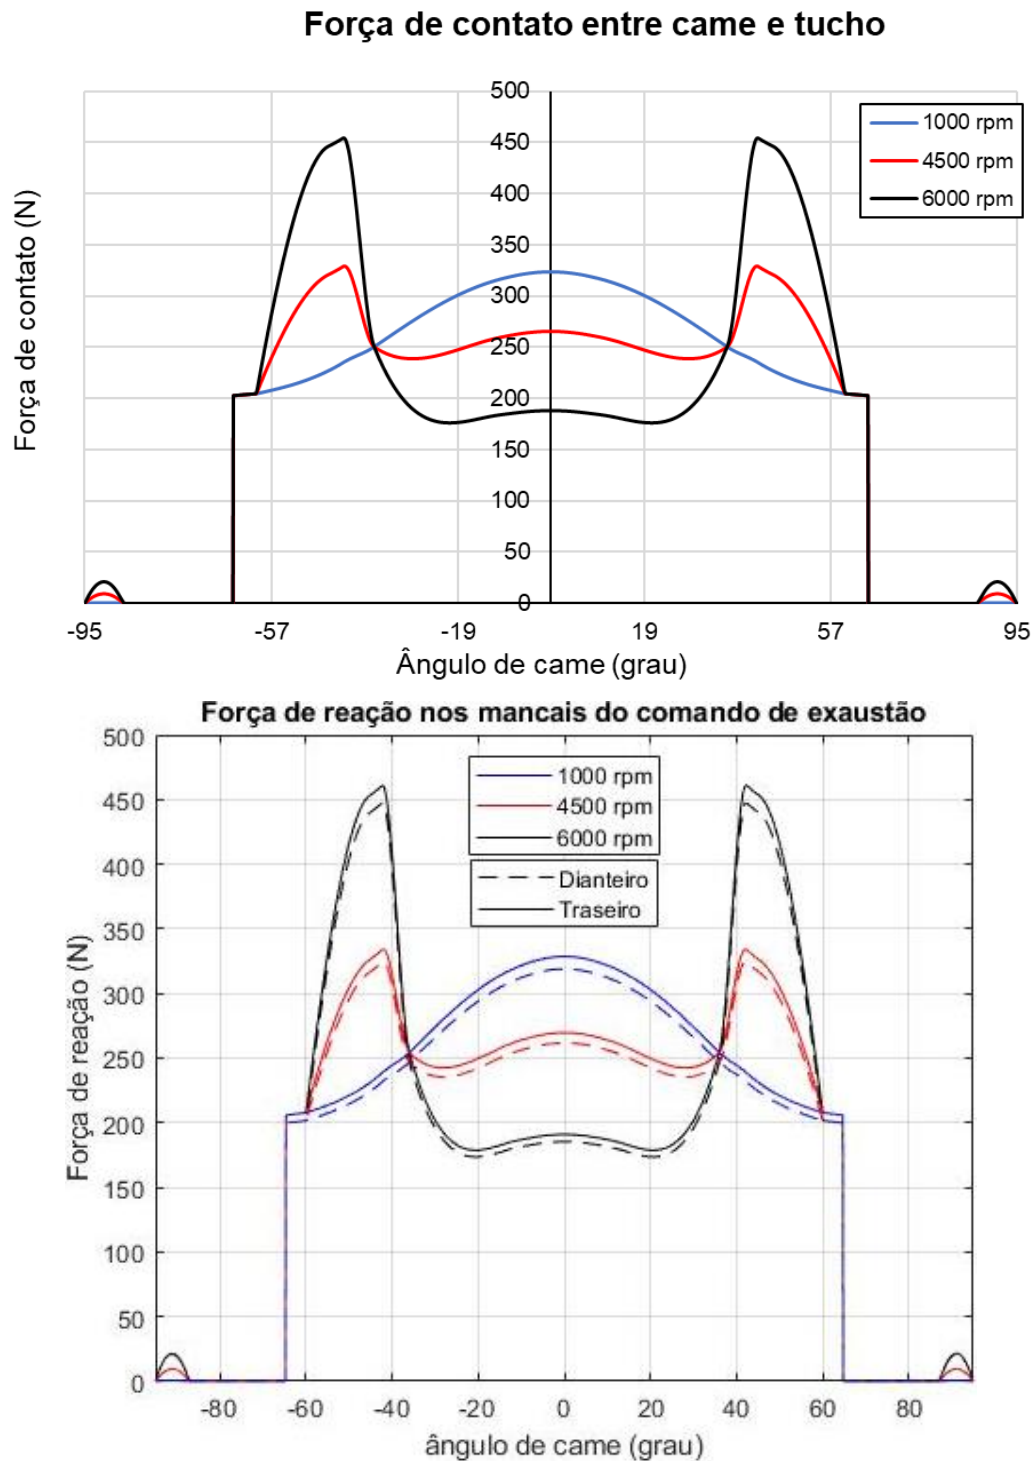 Força de contato entre came e tucho
500
450
400
350
300
250
200
150
100
50
0
-95
-57
-19
19
57
95
Força de contato (N)
Ângulo de came (grau)
1000 rpm
4500 rpm
6000 rpm
Força de reação nos mancais do comando de exaustão
500
450
400
350
300
250
200
150
100
50
0
-80
-60
-40
-20
0
20
40
60
80
Força de reação (N)
ângulo de came (grau)
1000 rpm
4500 rpm
6000 rpm
Dianteiro
Traseiro